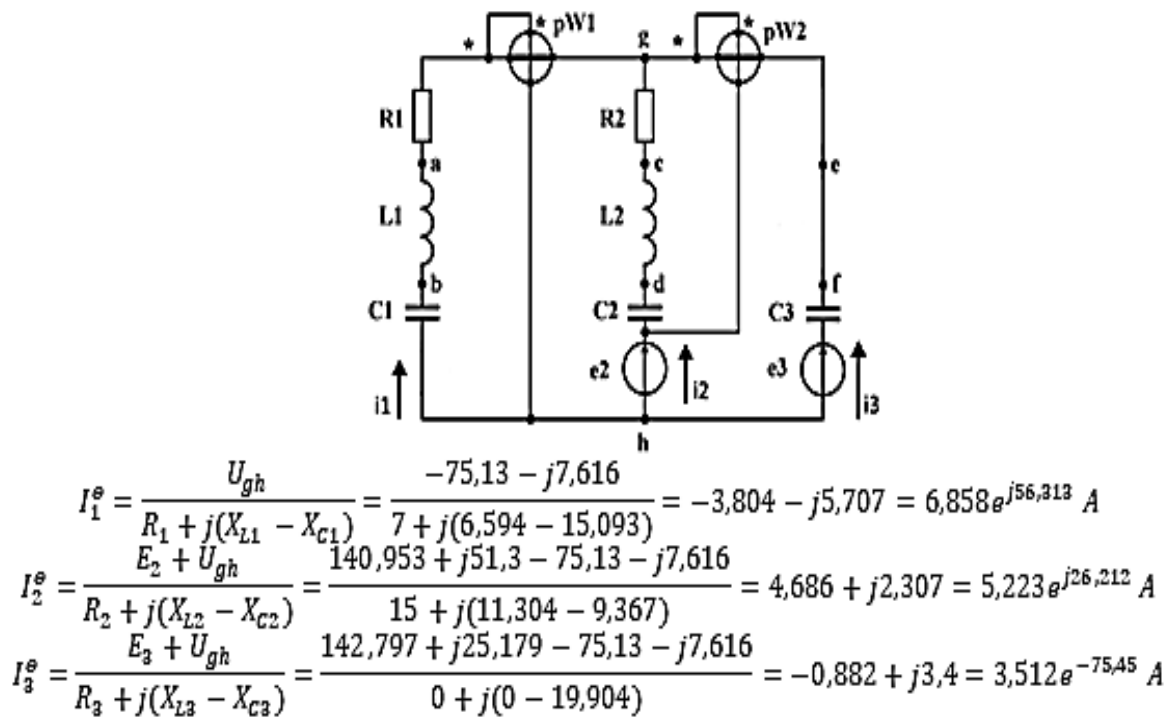 * pW1 g * pW2
*
*
R1 R2
a c e
L1 L2
b d f
C1 C2 C3
e2 i2 e3 i3
i1
h
I₁ᵉ = U_gh / (R₁ + j(X_L1 − X_C1)) = (−75,13 − j7,616) / (7 + j(6,594 − 15,093)) = −3,804 − j5,707 = 6,858e^{j56,313} A
I₂ᵉ = (E₂ + U_gh) / (R₂ + j(X_L2 − X_C2)) = (140,953 + j51,3 − 75,13 − j7,616) / (15 + j(11,304 − 9,367)) = 4,686 + j2,307 = 5,223e^{j26,212} A
I₃ᵉ = (E₃ + U_gh) / (R₃ + j(X_L3 − X_C3)) = (142,797 + j25,179 − 75,13 − j7,616) / (0 + j(0 − 19,904)) = −0,882 + j3,4 = 3,512e^{−75,45} A